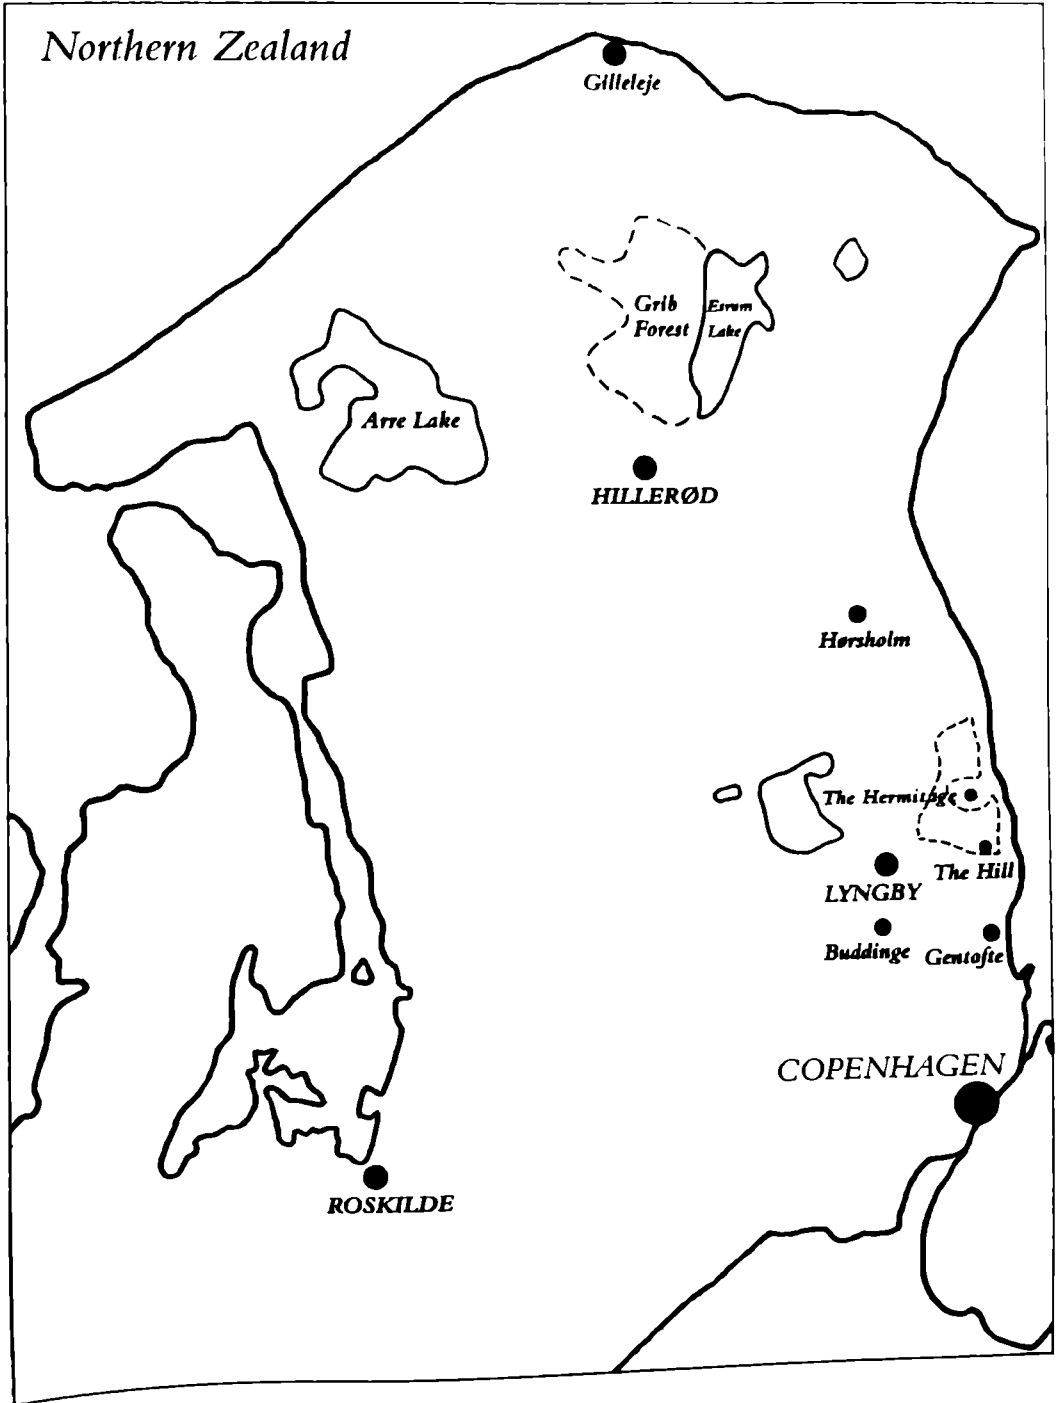 Northern Zealand
Gilleleje
Grib
Forest
Esrum
Lake
Arre Lake
HILLERØD
Hørsholm
The Hermitage
The Hill
LYNGBY
Buddinge
Gentofte
COPENHAGEN
ROSKILDE